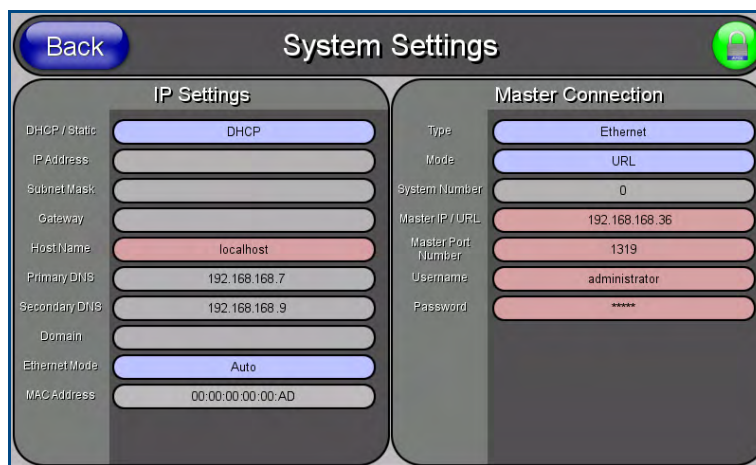 Back
System Settings
IP Settings
DHCP / Static
DHCP
IP Address
Subnet Mask
Gateway
Host Name
localhost
Primary DNS
192.168.168.7
Secondary DNS
192.168.168.9
Domain
Ethernet Mode
Auto
MAC Address
00:00:00:00:00:AD
Master Connection
Type
Ethernet
Mode
URL
System Number
0
Master IP / URL
192.168.168.36
Master Port
Number
1319
Username
administrator
Password
*****